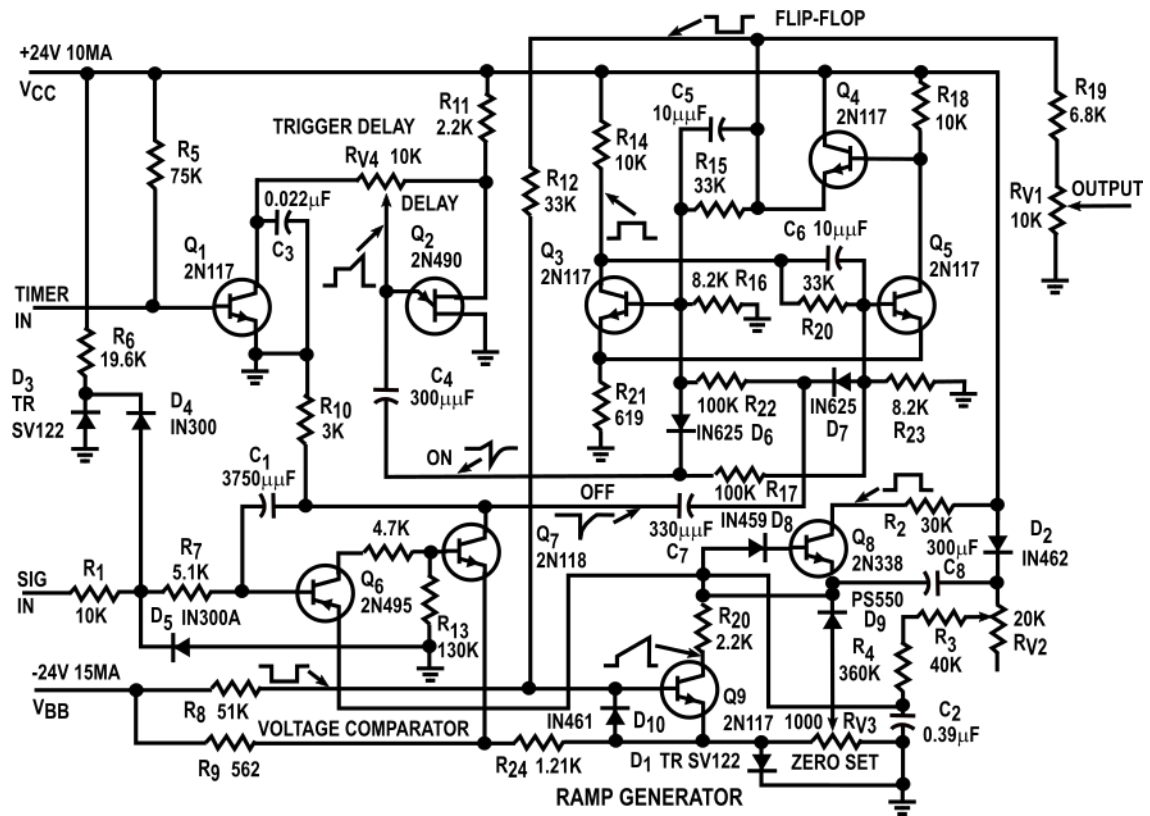 FLIP-FLOP
+24V 10MA
VCC
R11
2.2K
C5
10μμF
Q4
2N117
R18
10K
R19
6.8K
TRIGGER DELAY
RV4 10K
R5
75K
R14
10K
R15
33K
R12
33K
DELAY
0.022μF
C3
RV1
10K
OUTPUT
C6 10μμF
Q1
2N117
Q2
2N490
Q3
2N117
Q5
2N117
8.2K R16
33K
R20
TIMER
IN
R6
19.6K
D3
TR
SV122
D4
IN300
C4
300μμF
R10
3K
R21
619
100K
R22
IN625 D6
IN625
D7
8.2K
R23
ON
C1
3750μμF
OFF
100K R17
330μμF
C7
IN459 D8
R2
30K
300μμF
C8
D2
IN462
4.7K
Q7
2N118
Q8
2N338
SIG
IN
R1
10K
R7
5.1K
Q6
2N495
D5 IN300A
R13
130K
PS550
D9
R20
2.2K
R4
360K
R3
40K
20K
RV2
-24V 15MA
VBB
R8
51K
VOLTAGE COMPARATOR
IN461
D10
Q9
2N117
1000 RV3
C2
0.39μF
R9 562
R24 1.21K
D1 TR SV122
ZERO SET
RAMP GENERATOR